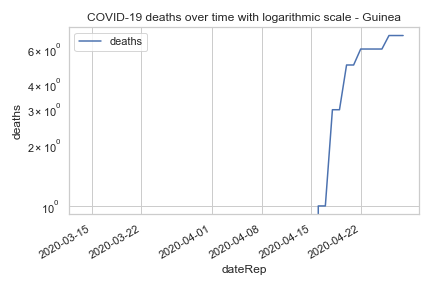 COVID-19 deaths over time with logarithmic scale - Guinea
deaths
6 × 10⁰
4 × 10⁰
3 × 10⁰
2 × 10⁰
10⁰
deaths
2020-03-15
2020-03-22
2020-04-01
2020-04-08
2020-04-15
2020-04-22
dateRep